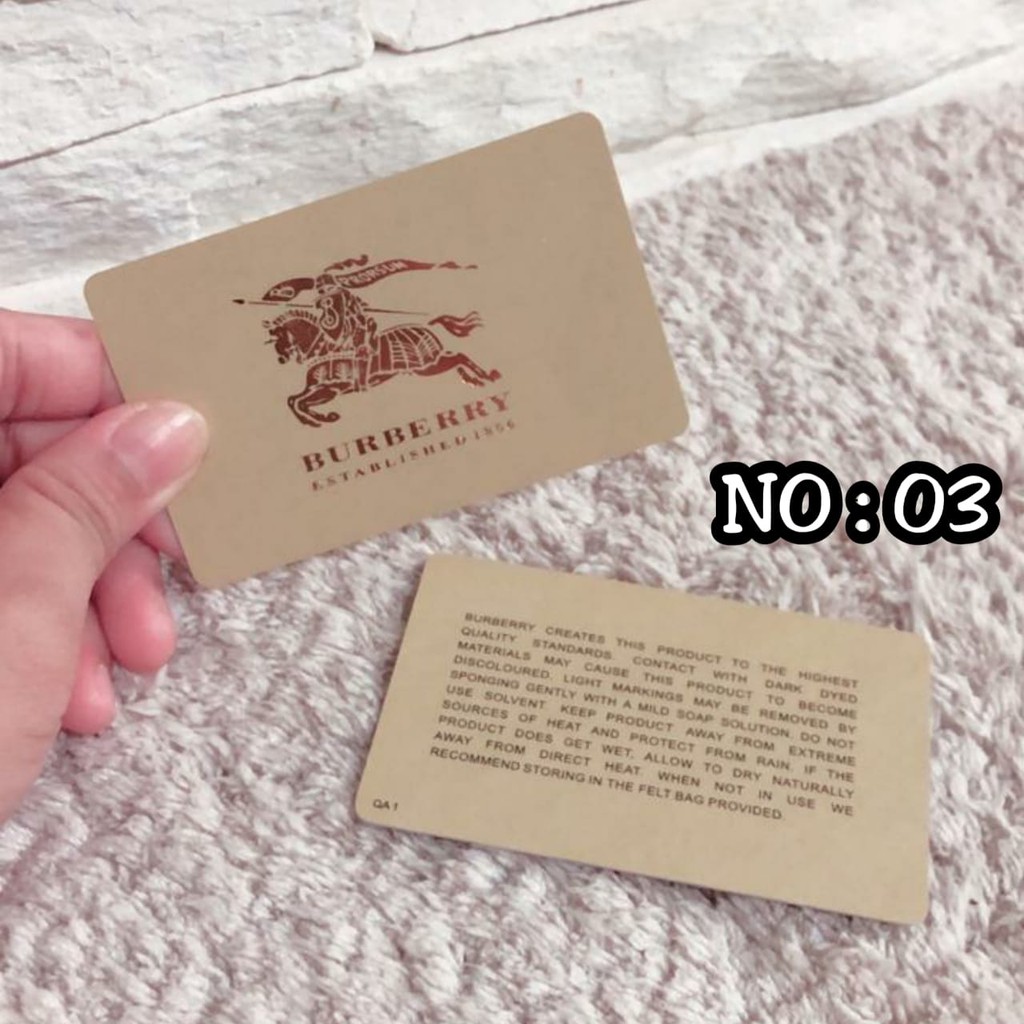 PRORSUM
BURBERRY
ESTABLISHED 1856
NO:03
BURBERRY CREATES THIS PRODUCT TO THE HIGHEST
QUALITY STANDARDS. CONTACT WITH DARK DYED
MATERIALS MAY CAUSE THIS PRODUCT TO BECOME
DISCOLOURED. LIGHT MARKINGS MAY BE REMOVED BY
SPONGING GENTLY WITH A MILD SOAP SOLUTION. DO NOT
USE SOLVENT. KEEP PRODUCT AWAY FROM EXTREME
SOURCES OF HEAT AND PROTECT FROM RAIN. IF THE
PRODUCT DOES GET WET, ALLOW TO DRY NATURALLY
AWAY FROM DIRECT HEAT. WHEN NOT IN USE WE
RECOMMEND STORING IN THE FELT BAG PROVIDED.
QA1